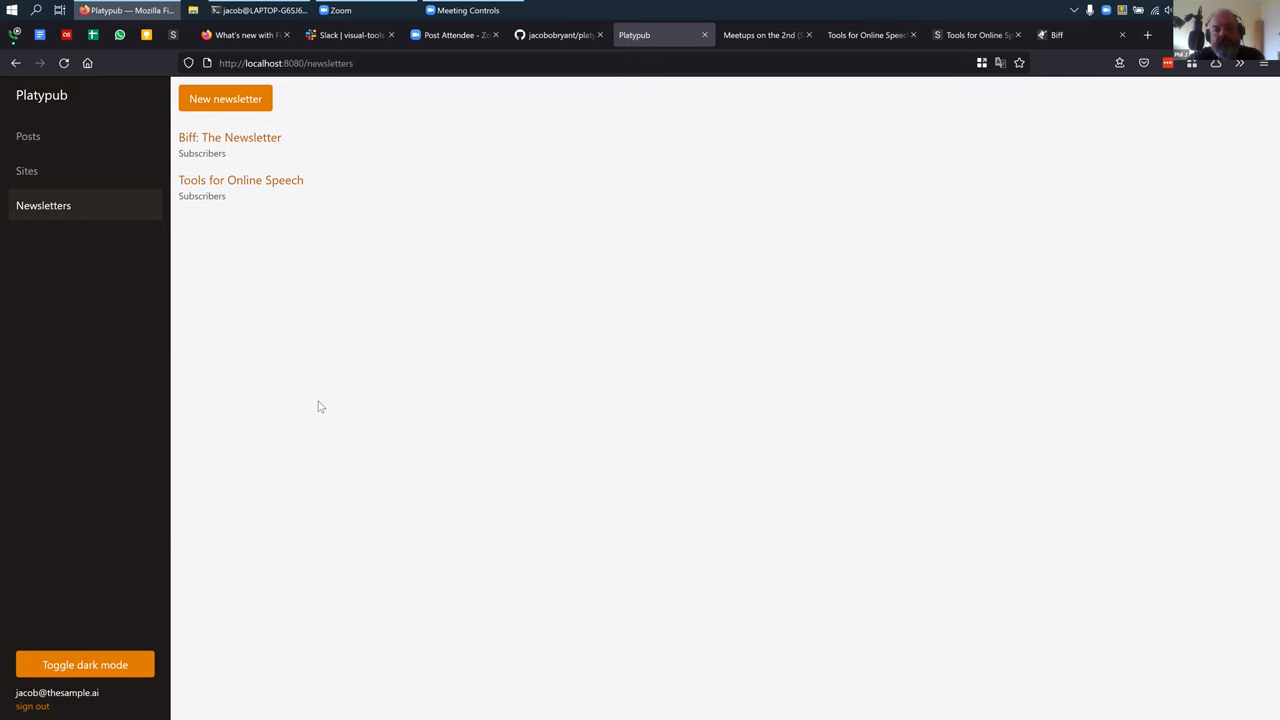 Platypub — Mozilla Fi...
jacob@LAPTOP-G6SJ6...
Zoom
Meeting Controls
What's new with Fi
Slack | visual-tools
Post Attendee - Zo
jacobobryant/platy
Platypub
Meetups on the 2nd (S
Tools for Online Speec
Tools for Online Sp
Biff
http://localhost:8080/newsletters
Platypub
Posts
Sites
Newsletters
New newsletter
Biff: The Newsletter
Subscribers
Tools for Online Speech
Subscribers
Toggle dark mode
jacob@thesample.ai
sign out